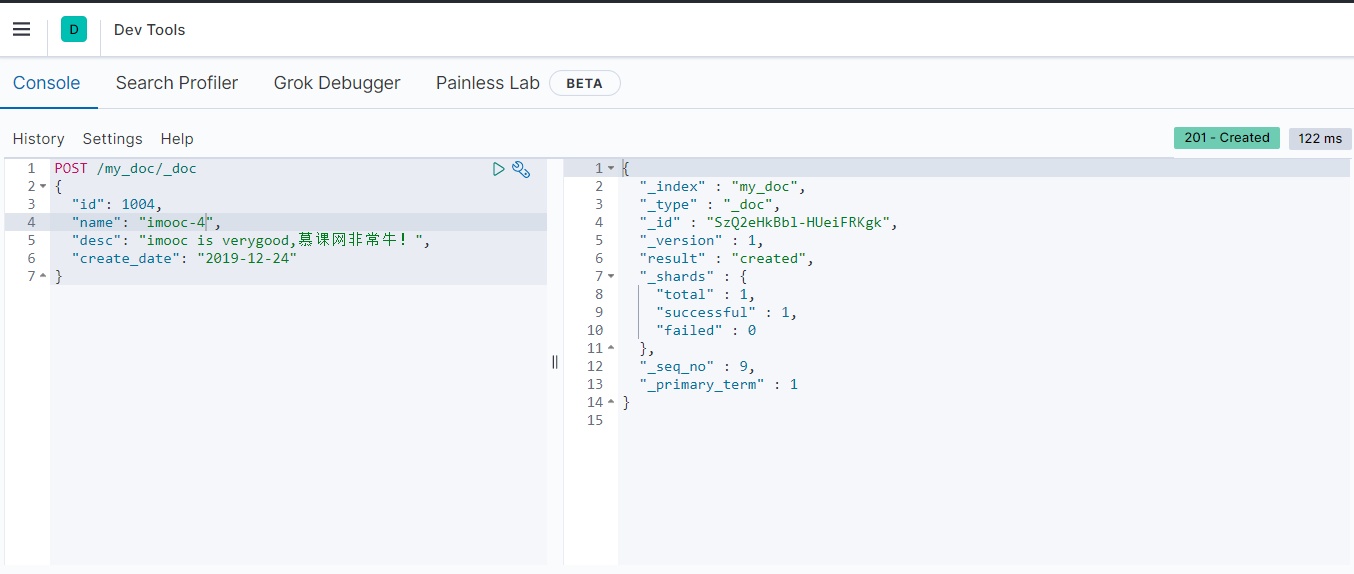 D Dev Tools
Console Search Profiler Grok Debugger Painless Lab BETA
History Settings Help 201 - Created 122 ms
1 POST /my_doc/_doc
2 {
3 "id": 1004,
4 "name": "imooc-4",
5 "desc": "imooc is verygood,慕课网非常牛！",
6 "create_date": "2019-12-24"
7 }
1 {
2 "_index" : "my_doc",
3 "_type" : "_doc",
4 "_id" : "SzQ2eHkBbl-HUeiFRKgk",
5 "_version" : 1,
6 "result" : "created",
7 "_shards" : {
8 "total" : 1,
9 "successful" : 1,
10 "failed" : 0
11 },
12 "_seq_no" : 9,
13 "_primary_term" : 1
14 }
15